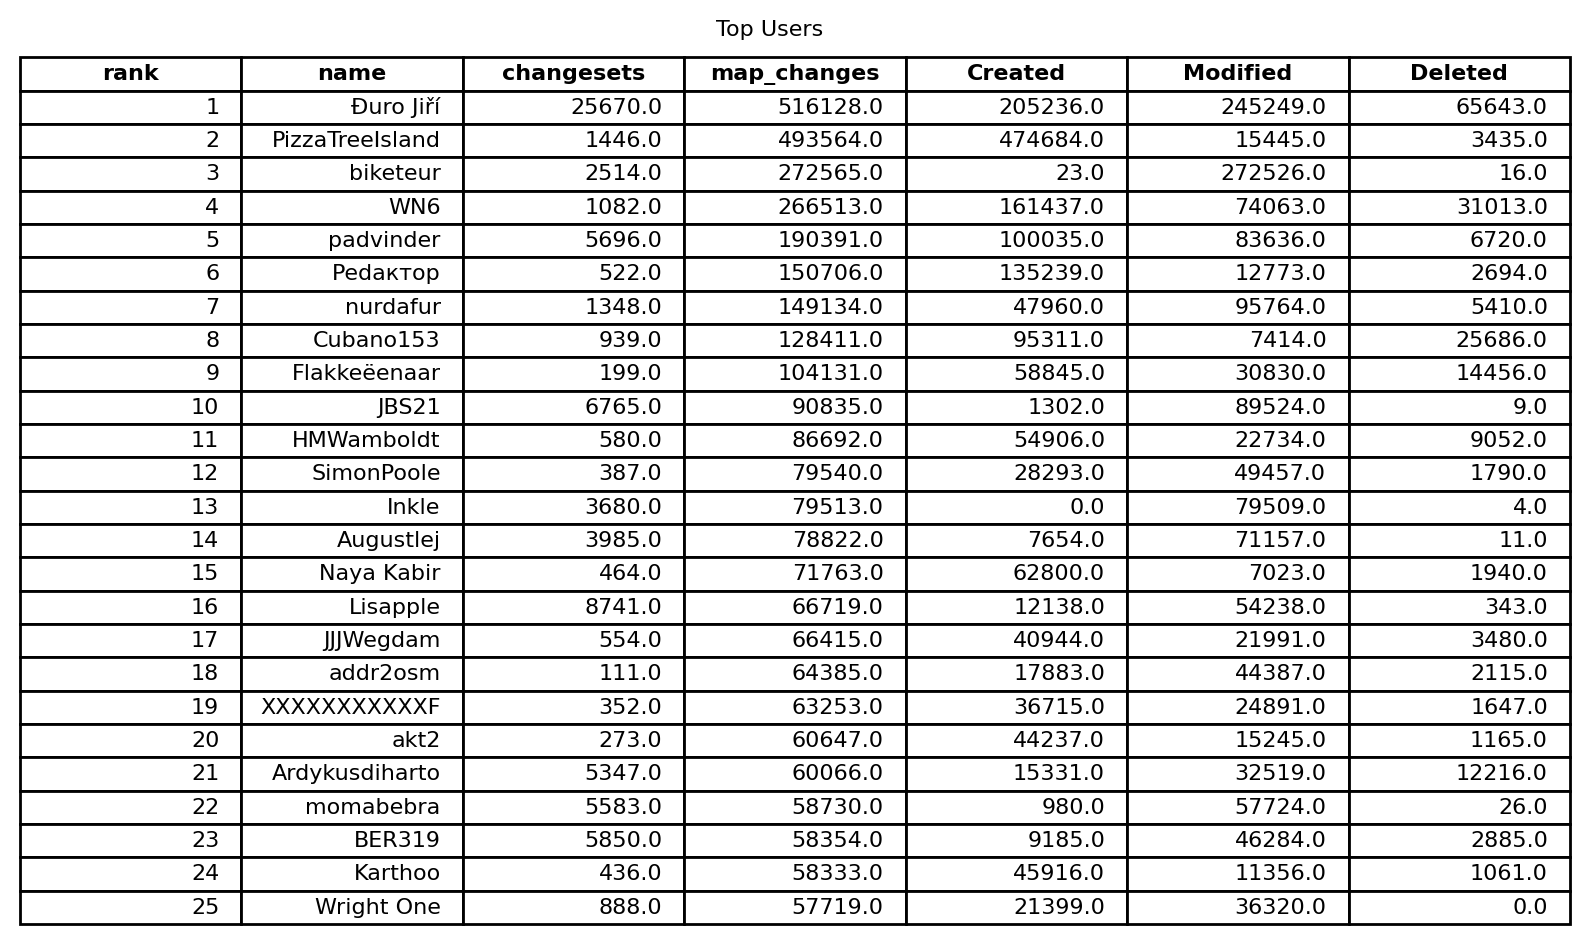 Top Users
rank name changesets map_changes Created Modified Deleted
1 Đuro Jiří 25670.0 516128.0 205236.0 245249.0 65643.0
2 PizzaTreeIsland 1446.0 493564.0 474684.0 15445.0 3435.0
3 biketeur 2514.0 272565.0 23.0 272526.0 16.0
4 WN6 1082.0 266513.0 161437.0 74063.0 31013.0
5 padvinder 5696.0 190391.0 100035.0 83636.0 6720.0
6 Pedaктор 522.0 150706.0 135239.0 12773.0 2694.0
7 nurdafur 1348.0 149134.0 47960.0 95764.0 5410.0
8 Cubano153 939.0 128411.0 95311.0 7414.0 25686.0
9 Flakkeëenaar 199.0 104131.0 58845.0 30830.0 14456.0
10 JBS21 6765.0 90835.0 1302.0 89524.0 9.0
11 HMWamboldt 580.0 86692.0 54906.0 22734.0 9052.0
12 SimonPoole 387.0 79540.0 28293.0 49457.0 1790.0
13 Inkle 3680.0 79513.0 0.0 79509.0 4.0
14 Augustlej 3985.0 78822.0 7654.0 71157.0 11.0
15 Naya Kabir 464.0 71763.0 62800.0 7023.0 1940.0
16 Lisapple 8741.0 66719.0 12138.0 54238.0 343.0
17 JJJWegdam 554.0 66415.0 40944.0 21991.0 3480.0
18 addr2osm 111.0 64385.0 17883.0 44387.0 2115.0
19 XXXXXXXXXXXF 352.0 63253.0 36715.0 24891.0 1647.0
20 akt2 273.0 60647.0 44237.0 15245.0 1165.0
21 Ardykusdiharto 5347.0 60066.0 15331.0 32519.0 12216.0
22 momabebra 5583.0 58730.0 980.0 57724.0 26.0
23 BER319 5850.0 58354.0 9185.0 46284.0 2885.0
24 Karthoo 436.0 58333.0 45916.0 11356.0 1061.0
25 Wright One 888.0 57719.0 21399.0 36320.0 0.0